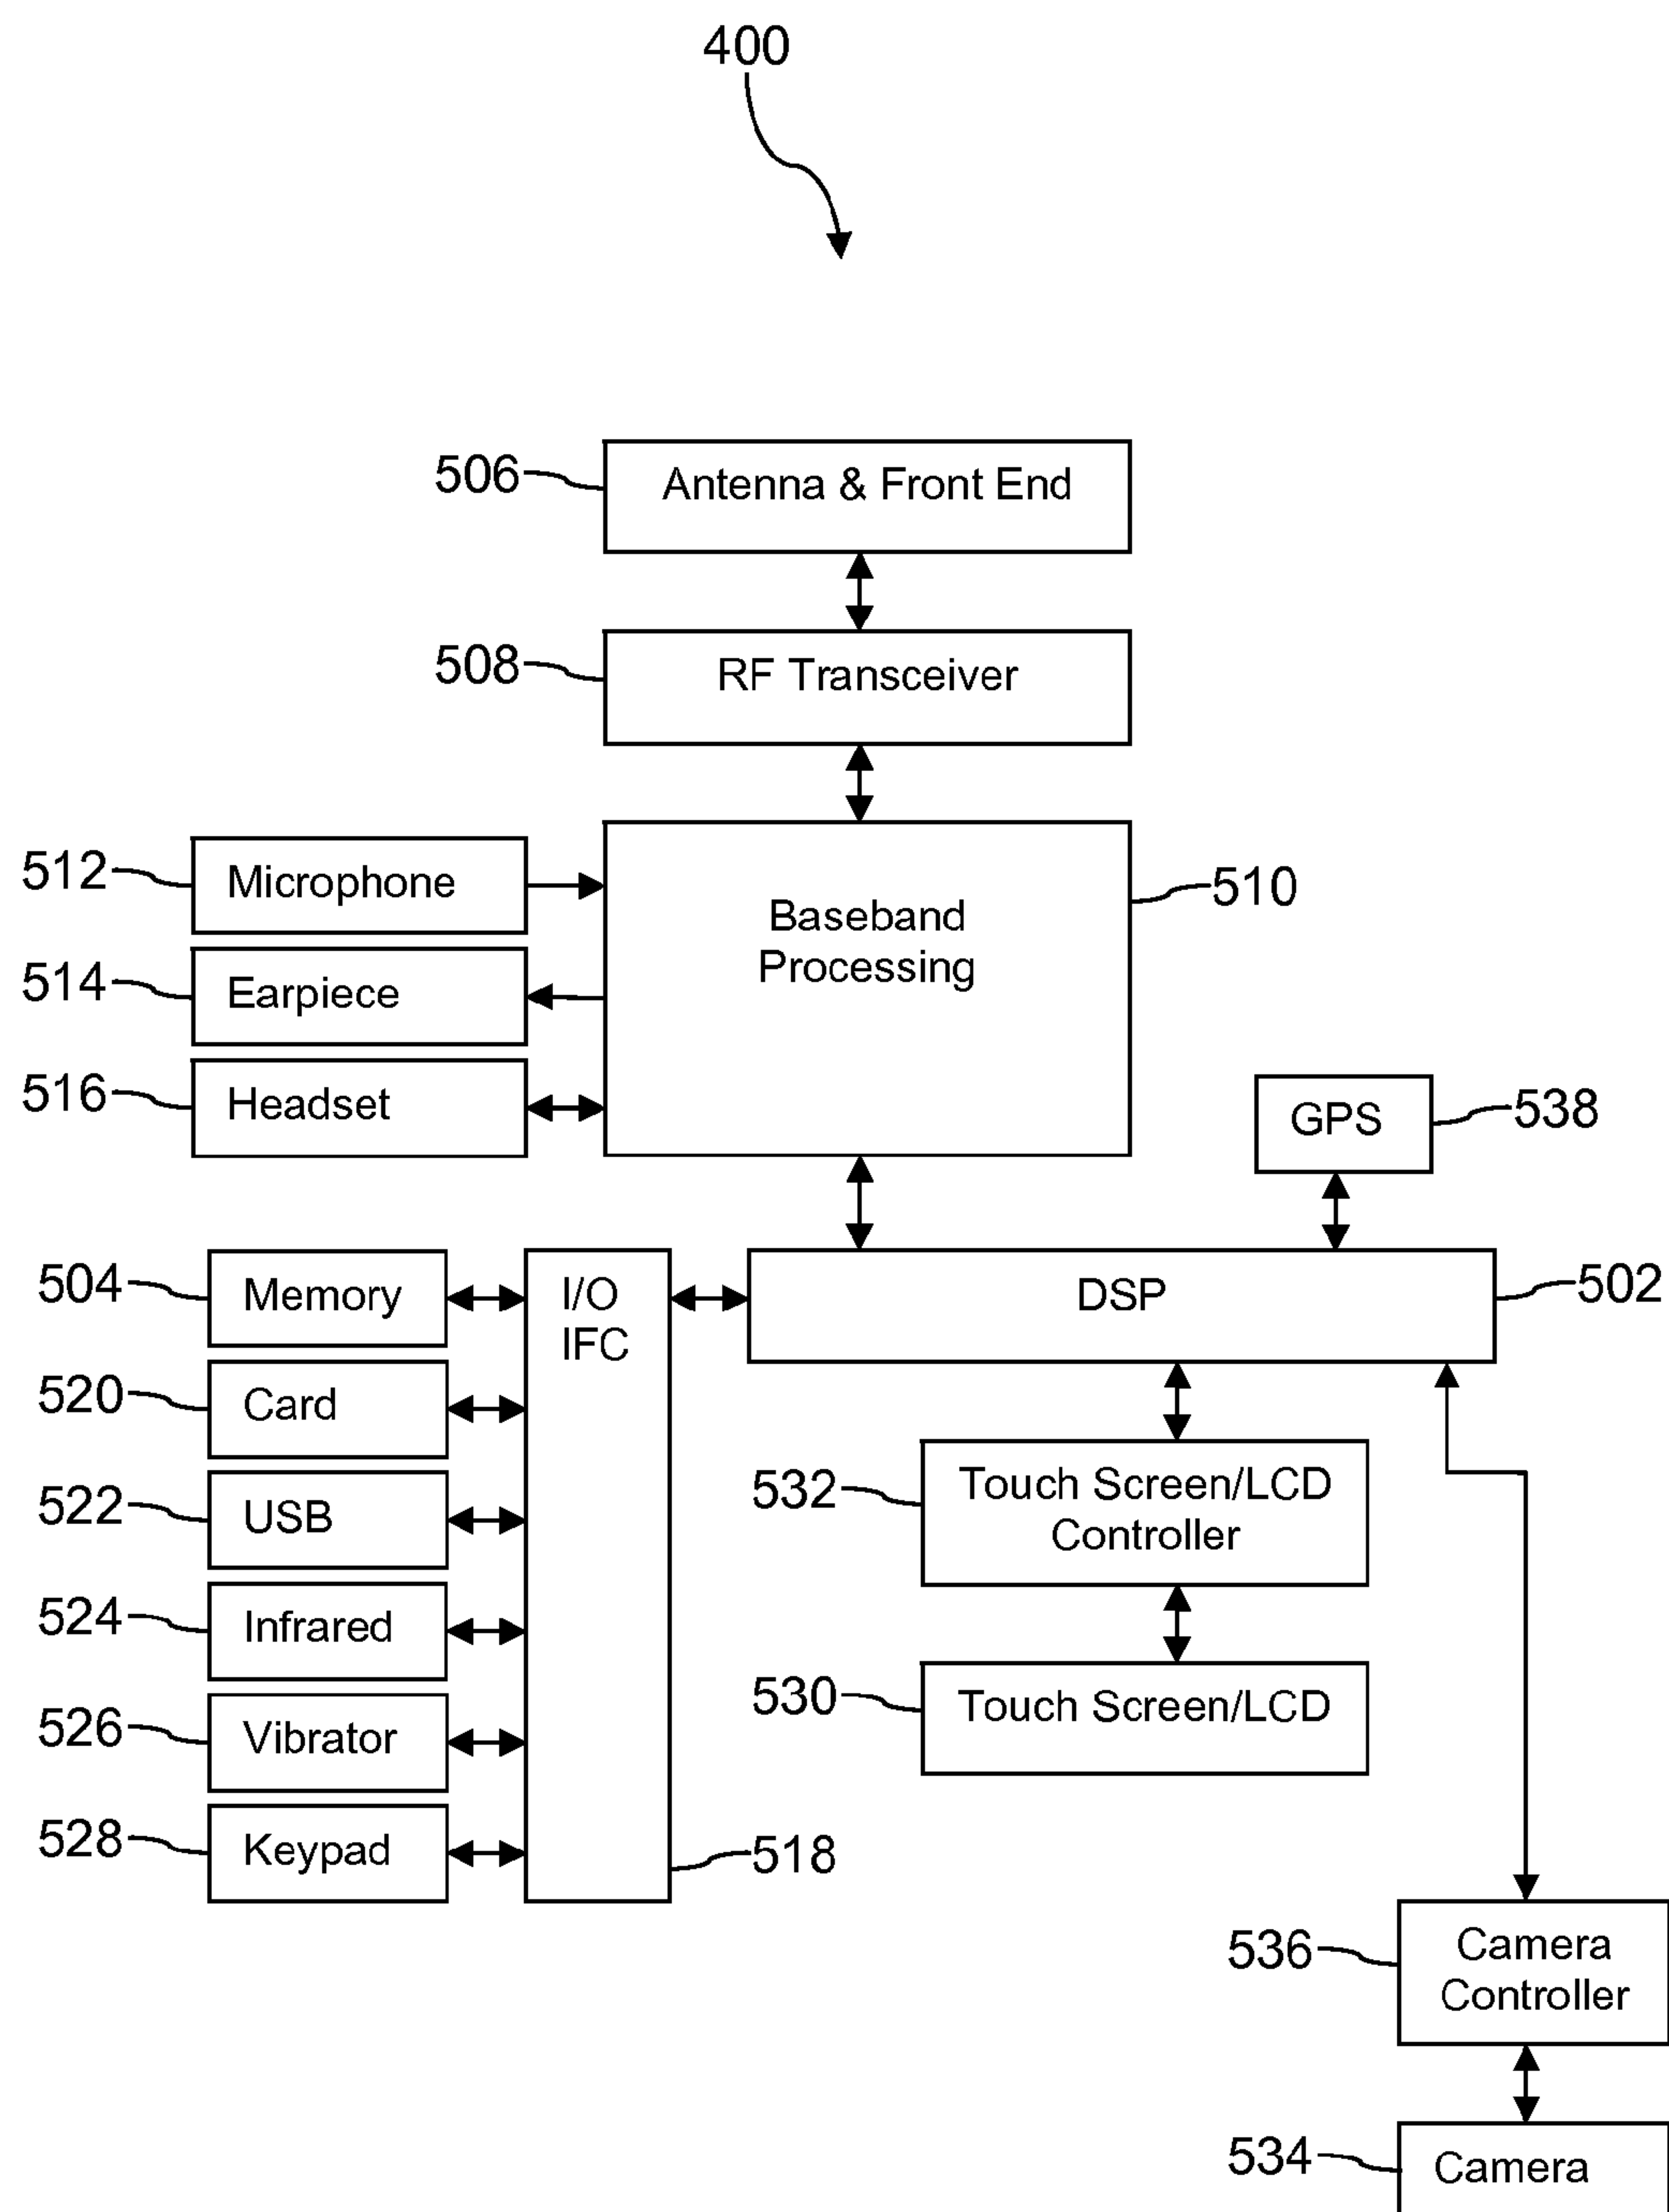 400
506
Antenna & Front End
508
RF Transceiver
512
Microphone
Baseband
Processing
510
514
Earpiece
516
Headset
GPS
538
504
Memory
I/O
IFC
DSP
502
520
Card
522
USB
532
Touch Screen/LCD
Controller
524
Infrared
526
Vibrator
530
Touch Screen/LCD
528
Keypad
518
536
Camera
Controller
534
Camera